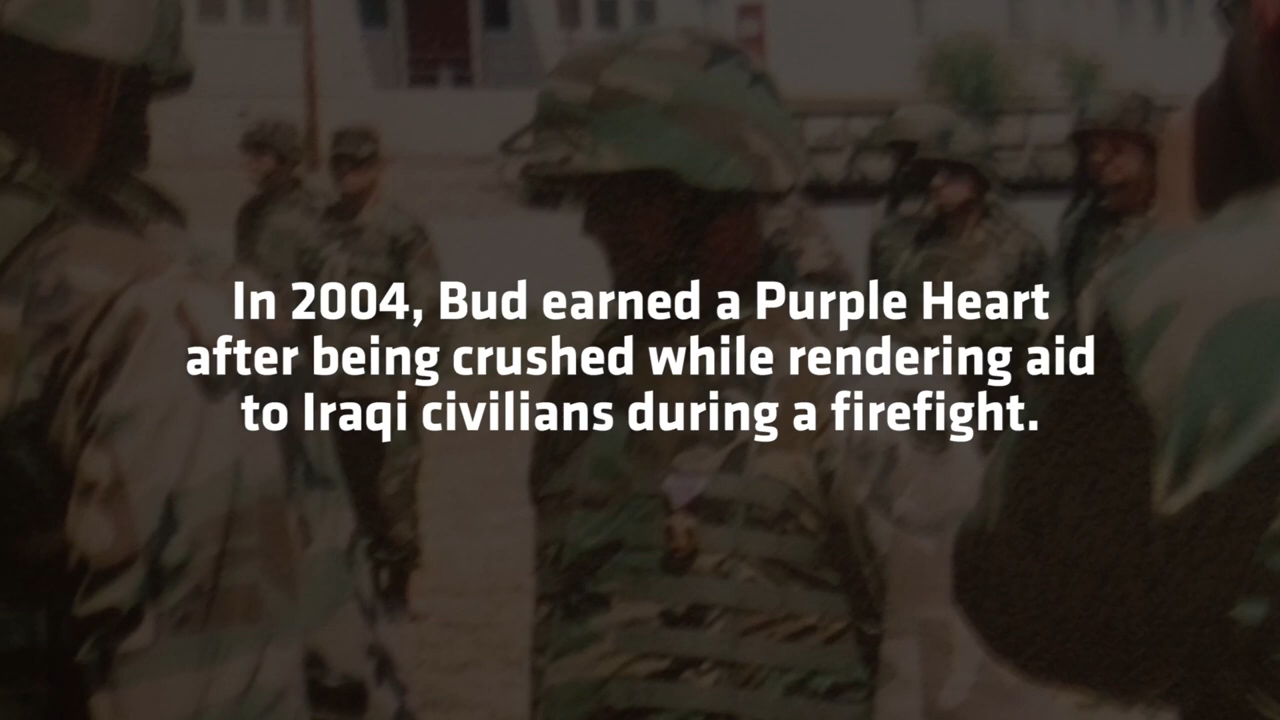 In 2004, Bud earned a Purple Heart
after being crushed while rendering aid
to Iraqi civilians during a firefight.